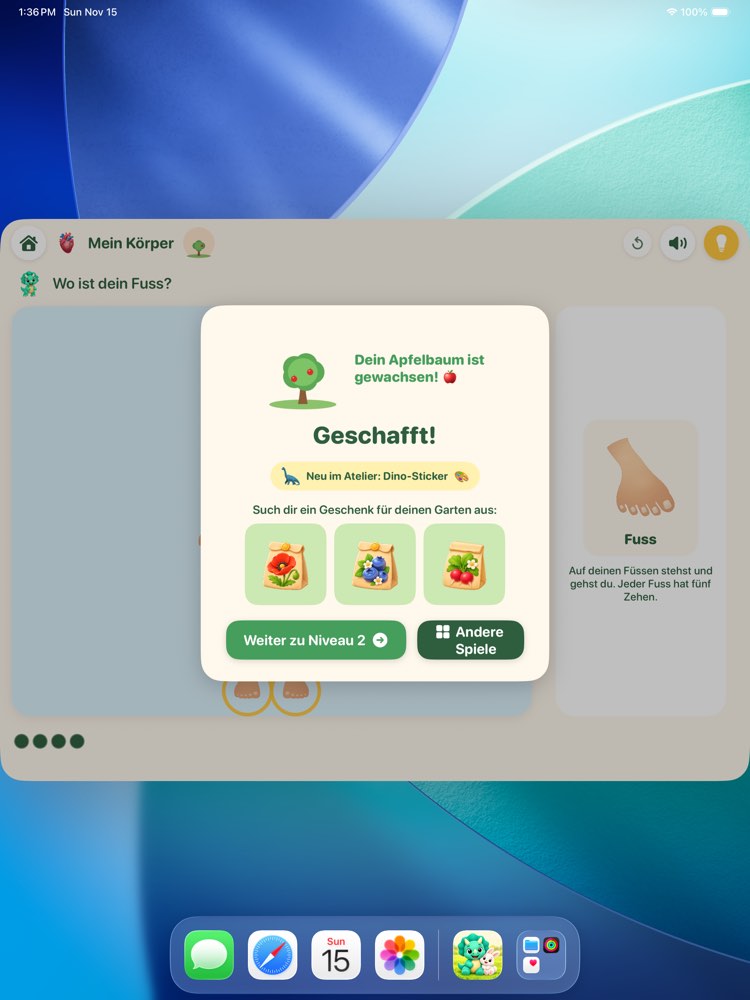 1:36 PM Sun Nov 15
100%
Mein Körper
Wo ist dein Fuss?
Dein Apfelbaum ist
gewachsen!
Geschafft!
Neu im Atelier: Dino-Sticker
Such dir ein Geschenk für deinen Garten aus:
Weiter zu Niveau 2
Andere
Spiele
Fuss
Auf deinen Füssen stehst und
gehst du. Jeder Fuss hat fünf
Zehen.
Sun
15